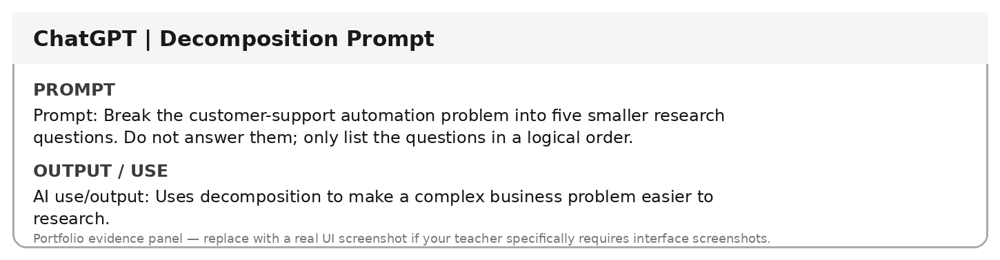 ChatGPT | Decomposition Prompt
PROMPT
Prompt: Break the customer-support automation problem into five smaller research
questions. Do not answer them; only list the questions in a logical order.
OUTPUT / USE
AI use/output: Uses decomposition to make a complex business problem easier to
research.
Portfolio evidence panel — replace with a real UI screenshot if your teacher specifically requires interface screenshots.